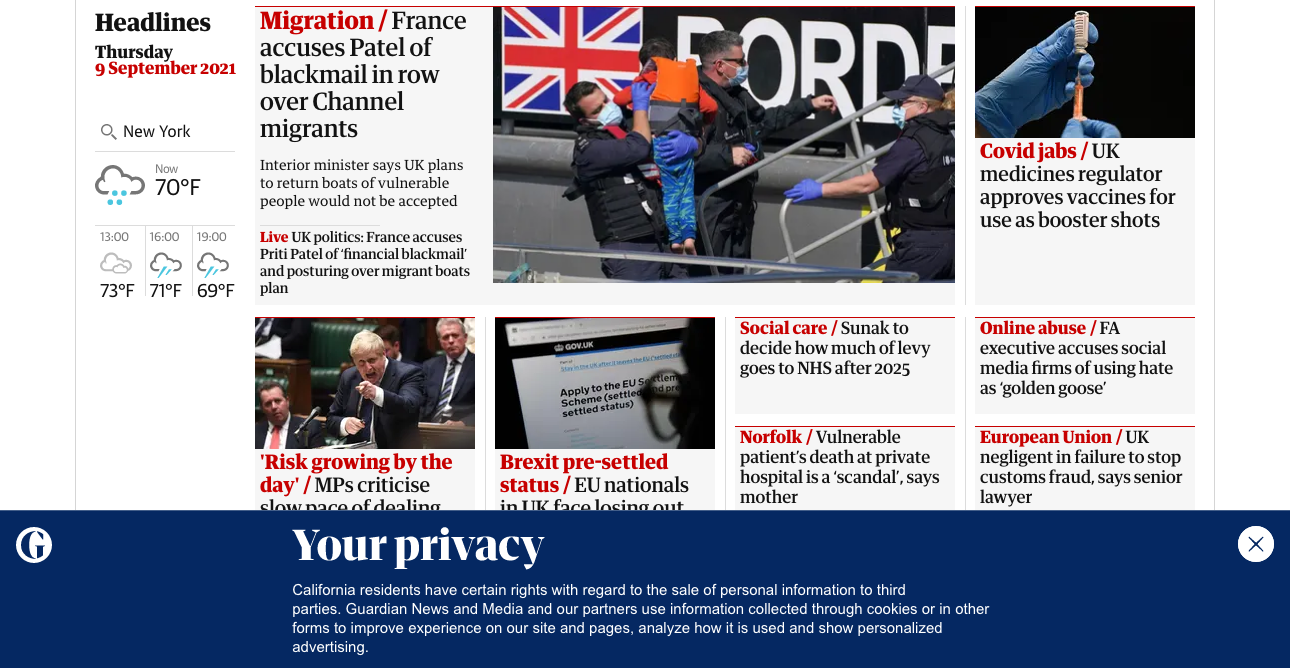 Headlines
Thursday
9 September 2021
New York
Now
70°F
13:00
16:00
19:00
73°F
71°F
69°F
Migration / France
accuses Patel of
blackmail in row
over Channel
migrants
Interior minister says UK plans
to return boats of vulnerable
people would not be accepted
Live UK politics: France accuses
Priti Patel of ‘financial blackmail’
and posturing over migrant boats
plan
BORDE
Covid jabs / UK
medicines regulator
approves vaccines for
use as booster shots
'Risk growing by the
day' / MPs criticise
slow pace of dealing
GOV.UK
Stay in the UK after it leaves the EU ('settled
Apply to the EU Settlem
Scheme (settled and pre
settled status)
Brexit pre-settled
status / EU nationals
in UK face losing out
Social care / Sunak to
decide how much of levy
goes to NHS after 2025
Norfolk / Vulnerable
patient’s death at private
hospital is a ‘scandal’, says
mother
Online abuse / FA
executive accuses social
media firms of using hate
as ‘golden goose’
European Union / UK
negligent in failure to stop
customs fraud, says senior
lawyer
G
Your privacy
California residents have certain rights with regard to the sale of personal information to third
parties. Guardian News and Media and our partners use information collected through cookies or in other
forms to improve experience on our site and pages, analyze how it is used and show personalized
advertising.